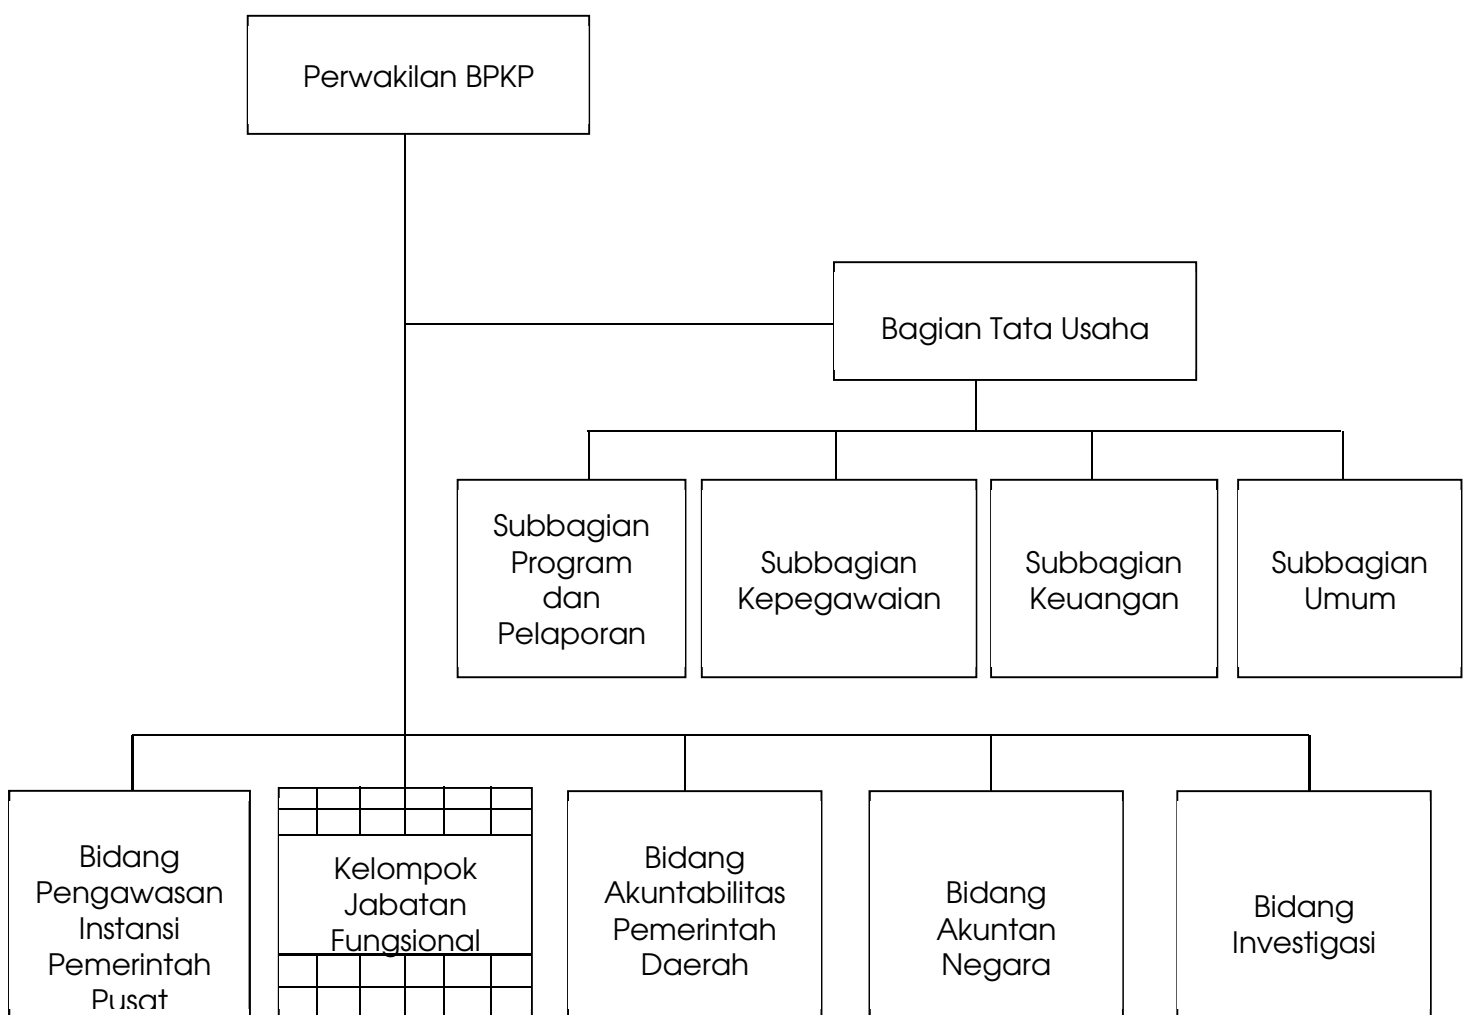 Perwakilan BPKP
Bagian Tata Usaha
Subbagian
Program
dan
Pelaporan
Subbagian
Kepegawaian
Subbagian
Keuangan
Subbagian
Umum
Bidang
Pengawasan
Instansi
Pemerintah
Pusat
Kelompok
Jabatan
Fungsional
Bidang
Akuntabilitas
Pemerintah
Daerah
Bidang
Akuntan
Negara
Bidang
Investigasi